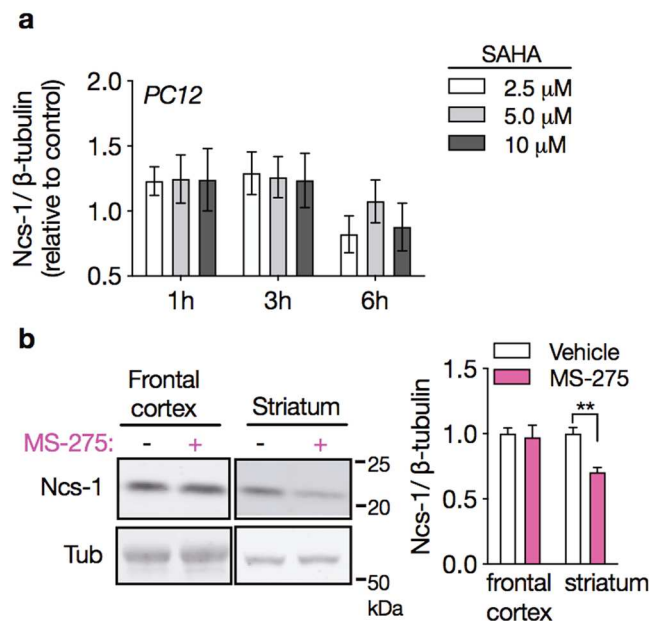 a
SAHA
2.5 μM
5.0 μM
10 μM
PC12
Ncs-1/ β-tubulin
(relative to control)
2.0
1.5
1.0
0.5
1h 3h 6h
b
Frontal
cortex
Striatum
MS-275: - + - +
Ncs-1
Tub
25
20
50
kDa
Vehicle
MS-275
**
Ncs-1/ β-tubulin
1.5
1.0
0.5
0.0
frontal
cortex
striatum